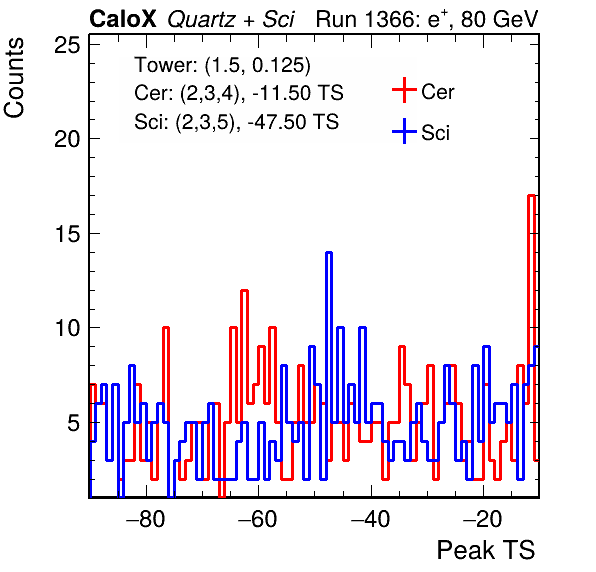 CaloX Quartz + Sci Run 1366: e⁺, 80 GeV
Counts
25
20
15
10
5
Tower: (1.5, 0.125)
Cer: (2,3,4), -11.50 TS
Sci: (2,3,5), -47.50 TS
Cer
Sci
−80 −60 −40 −20
Peak TS